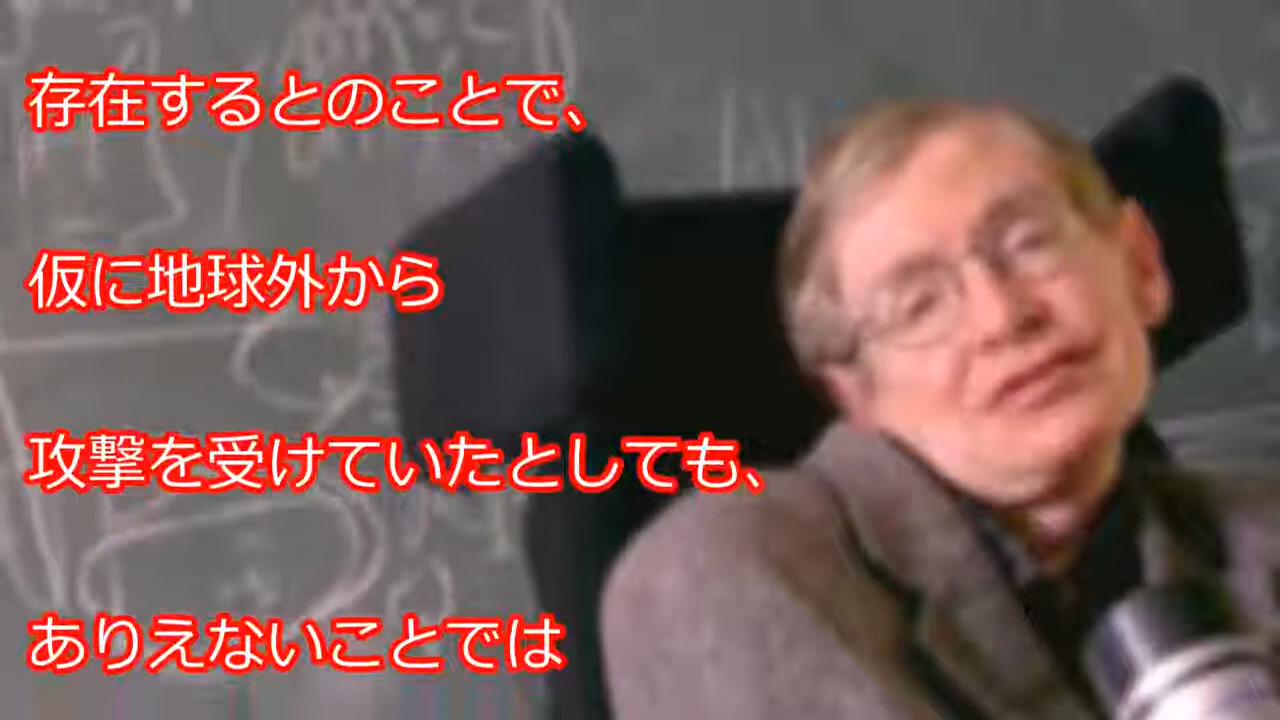 存在するとのことで、
仮に地球外から
攻撃を受けていたとしても、
ありえないことでは